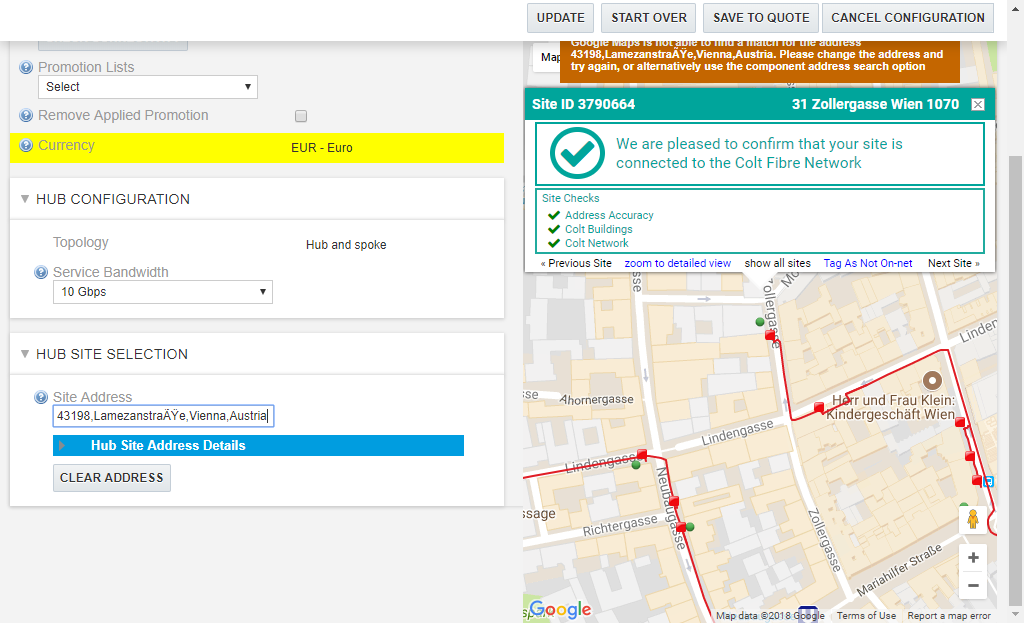 UPDATE
START OVER
SAVE TO QUOTE
CANCEL CONFIGURATION
Promotion Lists
Select
Remove Applied Promotion
Currency
EUR - Euro
HUB CONFIGURATION
Topology
Hub and spoke
Service Bandwidth
10 Gbps
HUB SITE SELECTION
Site Address
43198,LamezanstraÃŸe,Vienna,Austria
Hub Site Address Details
CLEAR ADDRESS
Map
Google Maps is not able to find a match for the address
43198,LamezanstraÃŸe,Vienna,Austria. Please change the address and
try again, or alternatively use the component address search option
Site ID 3790664
31 Zollergasse Wien 1070
We are pleased to confirm that your site is
connected to the Colt Fibre Network
Site Checks
Address Accuracy
Colt Buildings
Colt Network
« Previous Site
zoom to detailed view
show all sites
Tag As Not On-net
Next Site »
Zollergasse
Linden
Ahornergasse
Herr und Frau Klein:
Kindergeschäft Wien
Lindengasse
Lindengasse
Neubaugasse
ssage
Richtergasse
Zollergasse
Mariahilfer Straße
Google
Map data ©2018 Google
Terms of Use
Report a map error